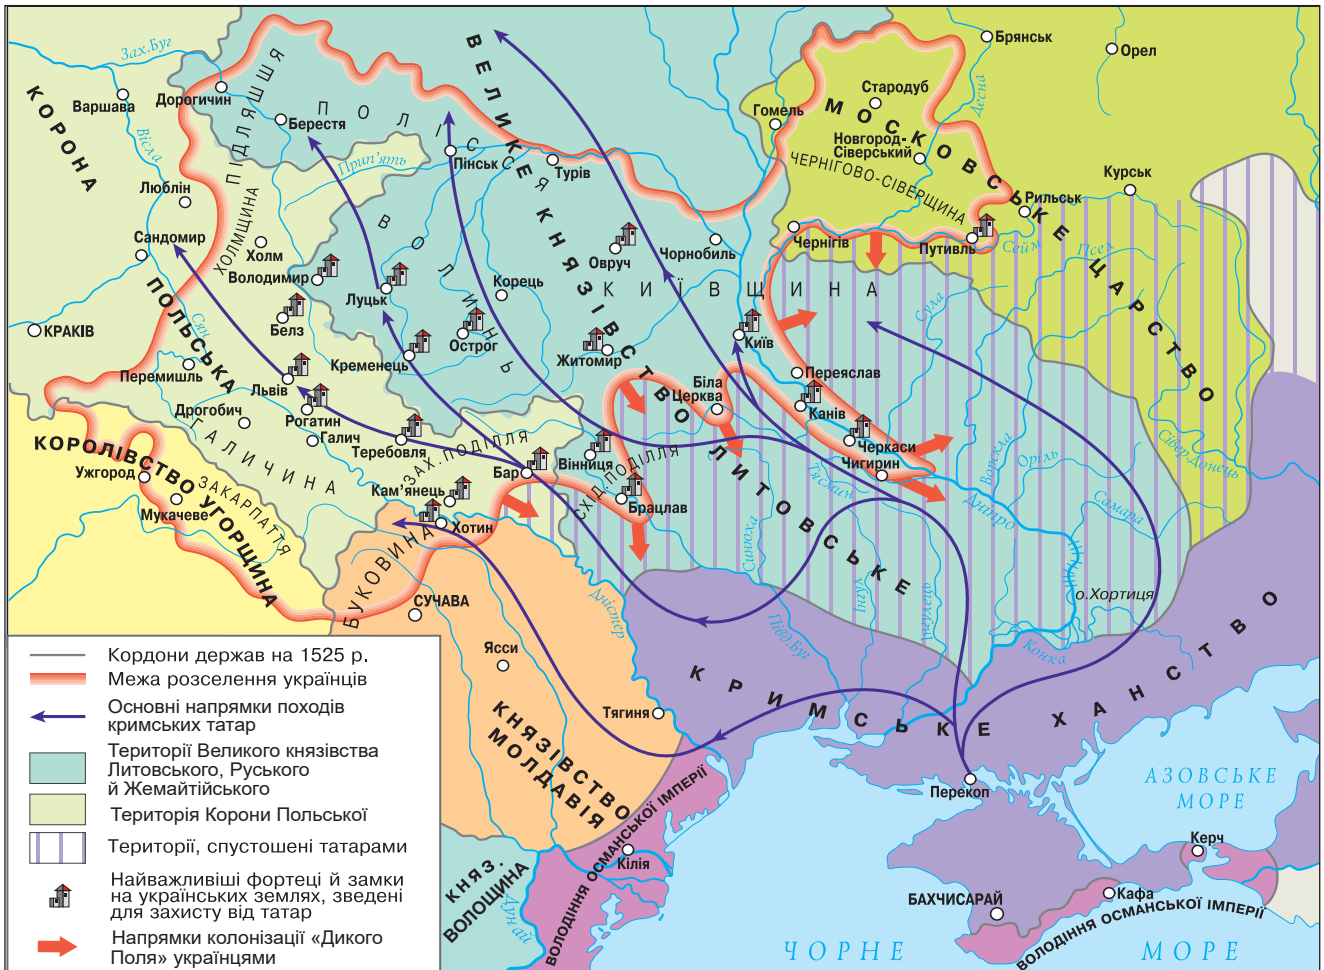 Зах.Буг
Брянськ
Орел
Варшава
Дорогичин
ПІДЛЯШШЯ
ПОЛІССЯ
Берестя
КОРОНА
ПОЛЬСЬКА
Вісла
Прип'ять
Пінськ
Турів
ВЕЛИКЕ КНЯЗІВСТВО ЛИТОВСЬКЕ
Гомель
Стародуб
Десна
МОСКОВСЬКЕ ЦАРСТВО
Новгород-
Сіверський
ЧЕРНІГОВО-СІВЕРЩИНА
Курськ
Рильськ
Люблін
Сандомир
ХОЛМЩИНА
Холм
Володимир
ВОЛИНЬ
Луцьк
Корець
Овруч
Чорнобиль
Чернігів
Путивль
Сейм
Псел
КИЇВЩИНА
Сула
КРАКІВ
Сян
Белз
Кременець
Острог
Житомир
Київ
Перемишль
Львів
Переяслав
Біла
Церква
Канів
Дрогобич
Рогатин
Галич
ГАЛИЧИНА
Теребовля
ЗАХ. ПОДІЛЛЯ
Бар
Вінниця
СХІД. ПОДІЛЛЯ
Брацлав
Черкаси
Чигирин
Тясмин
Ворскла
Оріль
Сівер.Донець
Самара
Дніпро
КОРОЛІВСТВО УГОРЩИНА
Ужгород
Мукачеве
ЗАКАРПАТТЯ
Кам'янець
Хотин
БУКОВИНА
СУЧАВА
Дністер
Синюха
Півд.Буг
Інгул
Інгулець
о.Хортиця
Конка
Ясси
Тягиня
КНЯЗІВСТВО
МОЛДАВІЯ
КРИМСЬКЕ ХАНСТВО
Перекоп
АЗОВСЬКЕ
МОРЕ
Керч
Кафа
БАХЧИСАРАЙ
ВОЛОДІННЯ ОСМАНСЬКОЇ ІМПЕРІЇ
Кілія
ВОЛОДІННЯ ОСМАНСЬКОЇ ІМПЕРІЇ
КНЯЗ.
ВОЛОЩИНА
Дунай
ЧОРНЕ МОРЕ
Кордони держав на 1525 р.
Межа розселення українців
Основні напрямки походів
кримських татар
Території Великого князівства
Литовського, Руського
й Жемайтійського
Територія Корони Польської
Території, спустошені татарами
Найважливіші фортеці й замки
на українських землях, зведені
для захисту від татар
Напрямки колонізації «Дикого
Поля» українцями